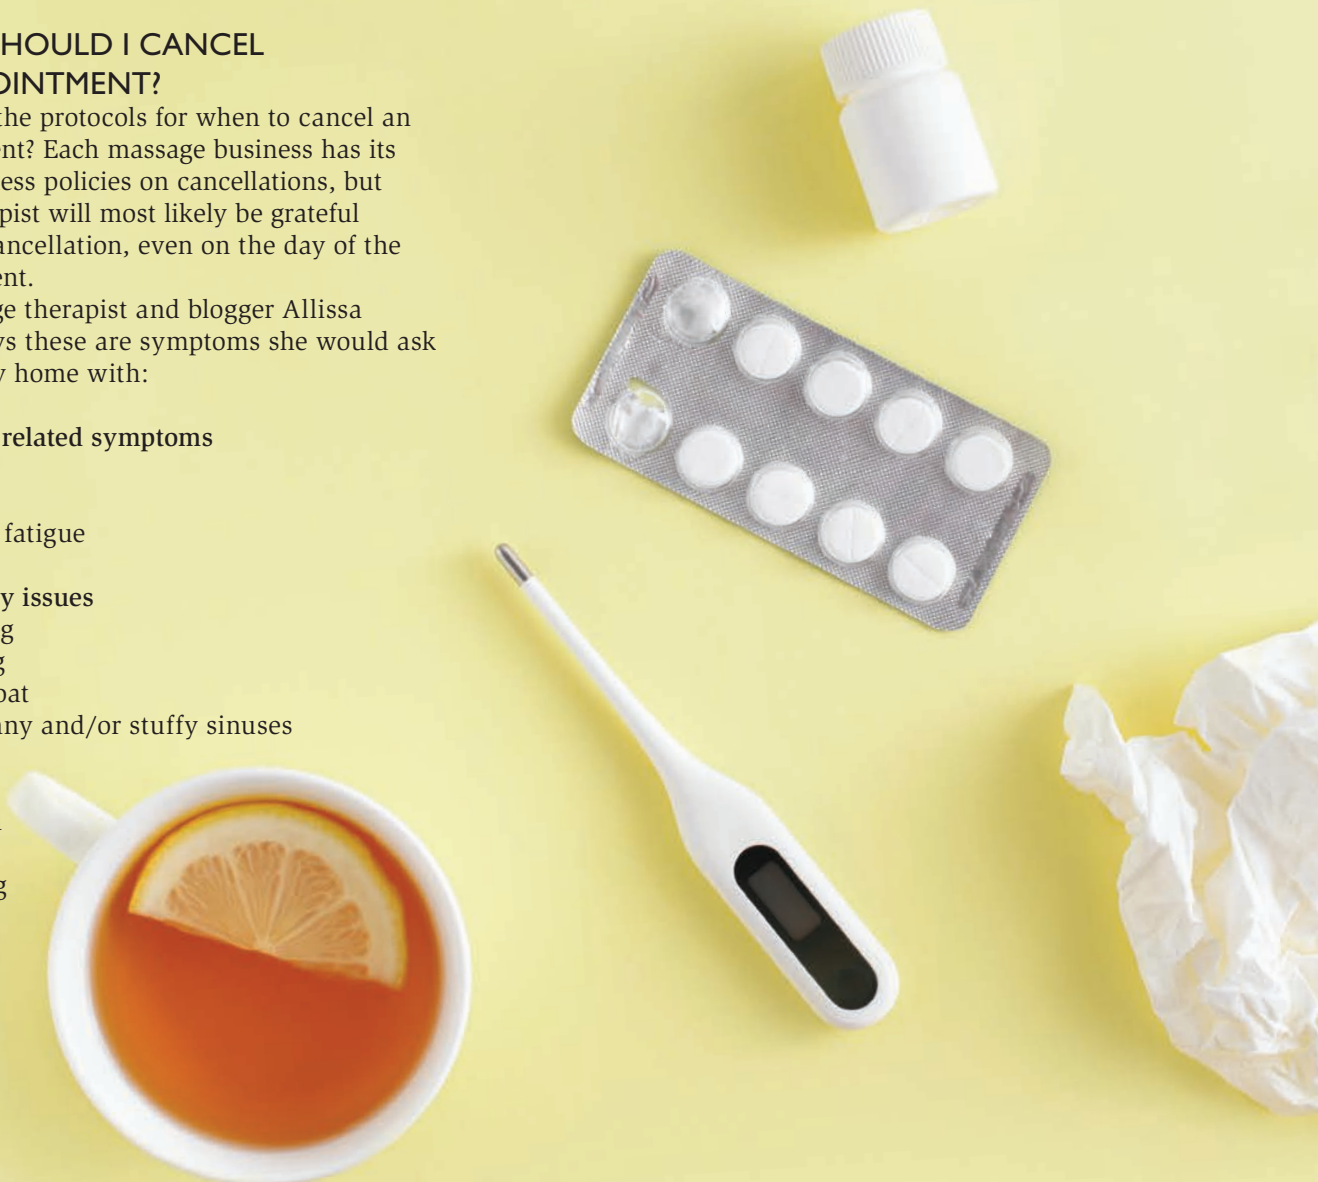 HOULD I CANCEL
OINTMENT?
the protocols for when to cancel an
ent? Each massage business has its
ess policies on cancellations, but
pist will most likely be grateful
ancellation, even on the day of the
ent.
ge therapist and blogger Allissa
ys these are symptoms she would ask
y home with:
related symptoms
fatigue
y issues
g
g
oat
ny and/or stuffy sinuses
g